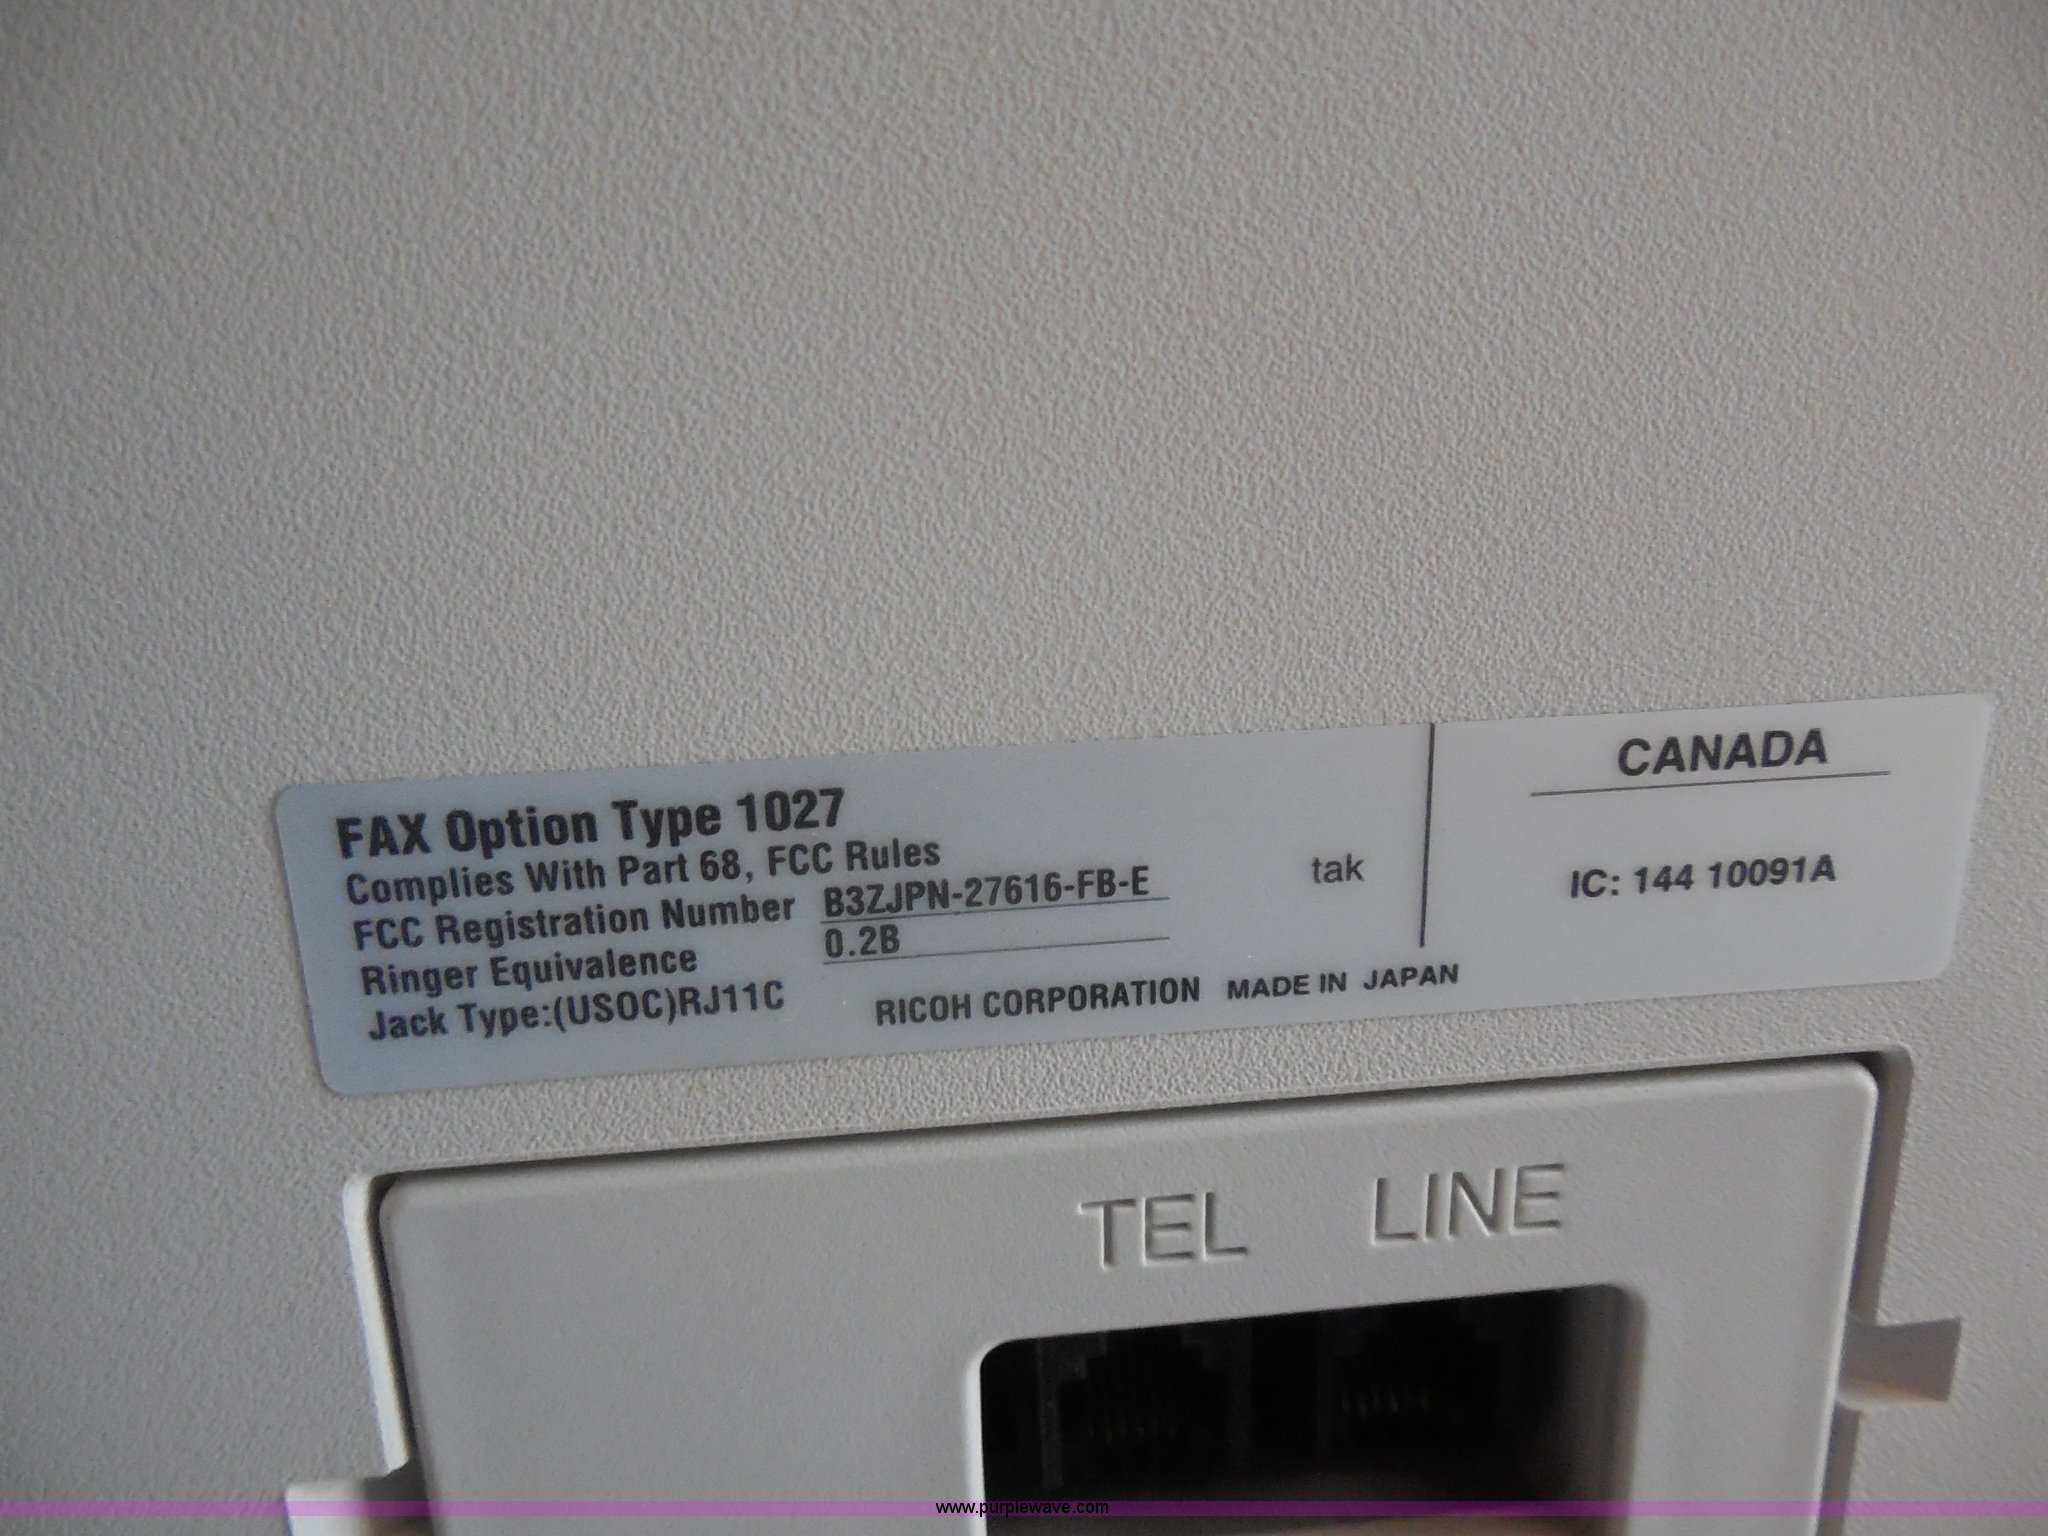 FAX Option Type 1027
Complies With Part 68, FCC Rules
FCC Registration Number B3ZJPN-27616-FB-E
Ringer Equivalence 0.2B
Jack Type:(USOC)RJ11C
RICOH CORPORATION MADE IN JAPAN
tak
CANADA
IC: 144 10091A
TEL LINE
www.purplewave.com